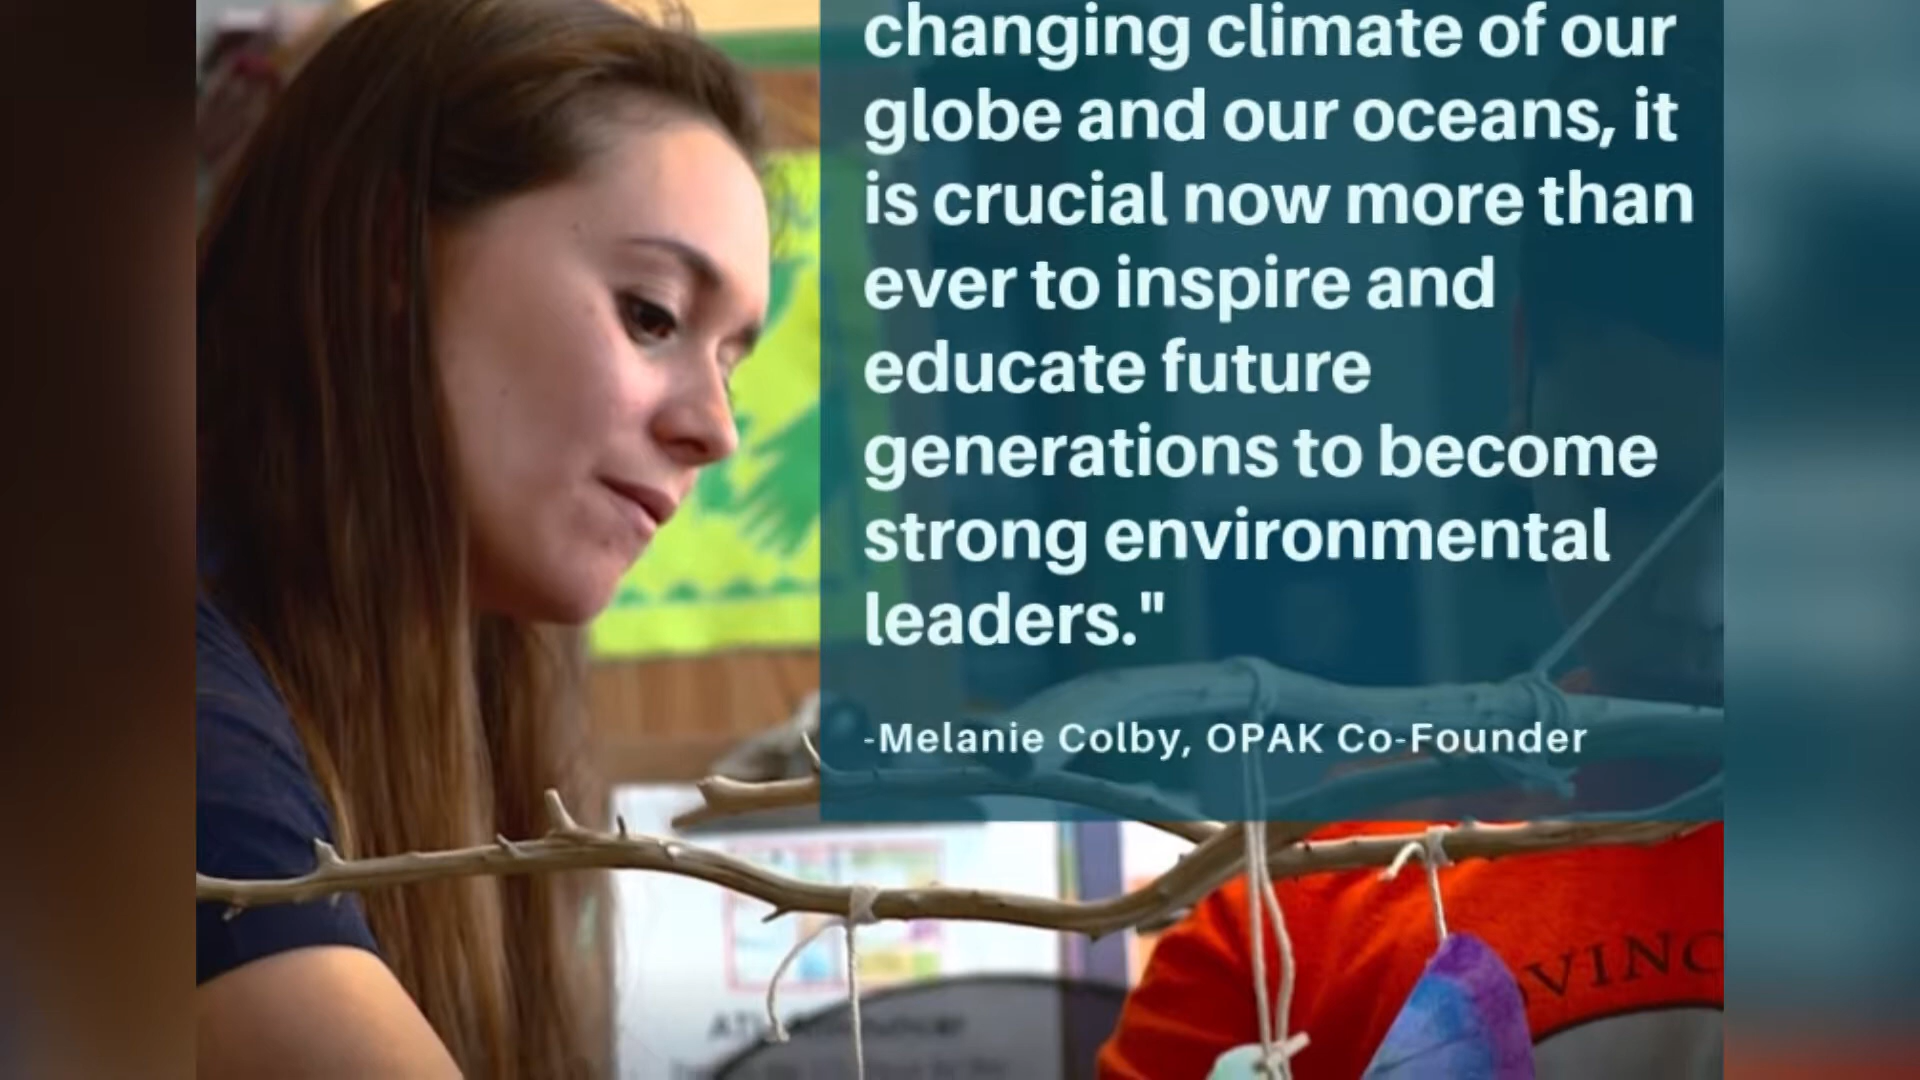 changing climate of our
globe and our oceans, it
is crucial now more than
ever to inspire and
educate future
generations to become
strong environmental
leaders."
-Melanie Colby, OPAK Co-Founder